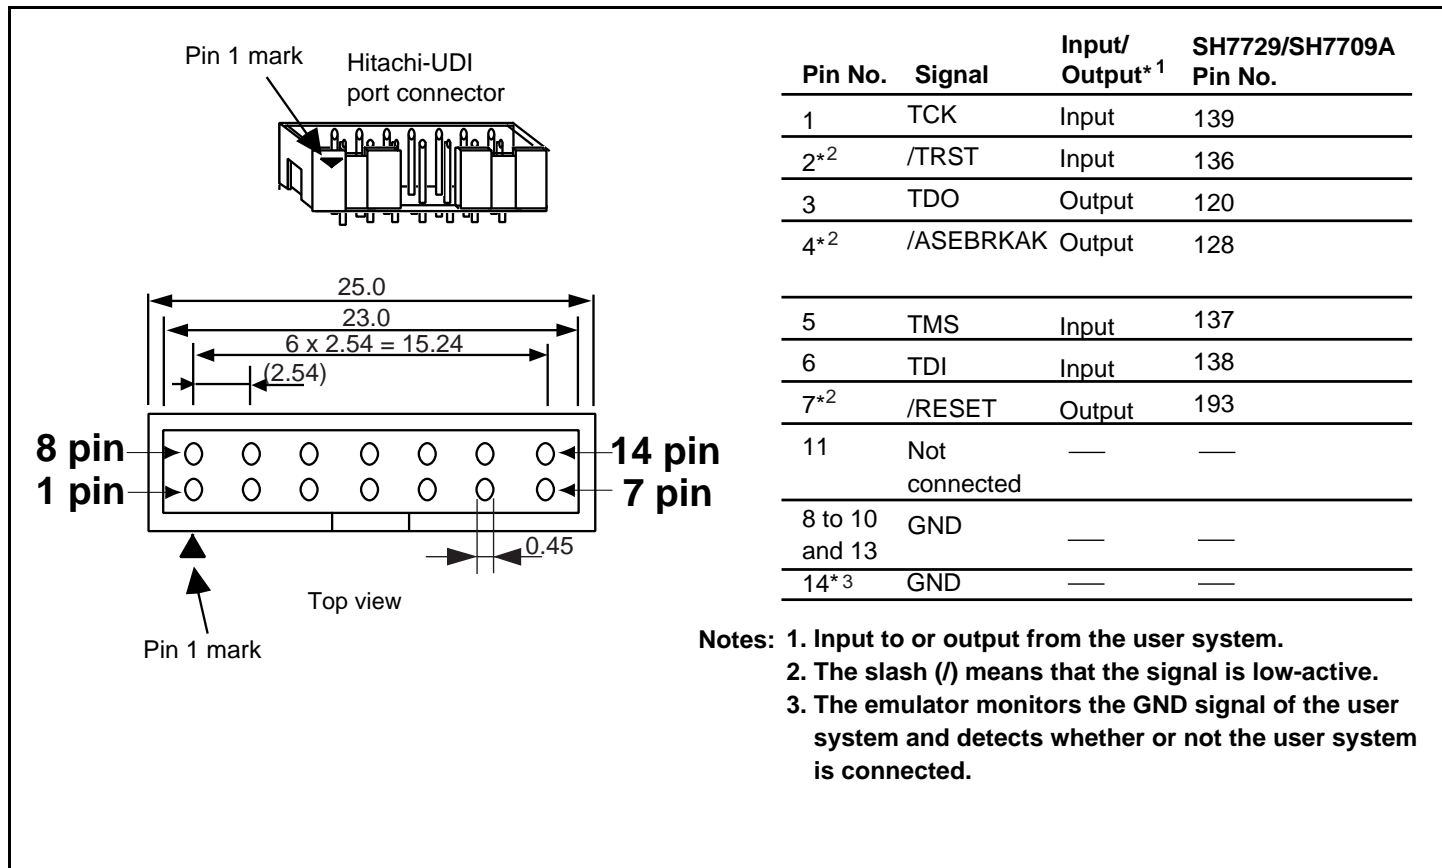 Pin 1 mark
Hitachi-UDI
port connector
25.0
23.0
6 x 2.54 = 15.24
(2.54)
8 pin
14 pin
1 pin
7 pin
0.45
Top view
Pin 1 mark
Pin No. Signal Input/ Output*1 SH7729/SH7709A Pin No.
1 TCK Input 139
2*2 /TRST Input 136
3 TDO Output 120
4*2 /ASEBRKAK Output 128
5 TMS Input 137
6 TDI Input 138
7*2 /RESET Output 193
11 Not connected —— ——
8 to 10 and 13 GND —— ——
14*3 GND —— ——
Notes: 1. Input to or output from the user system.
2. The slash (/) means that the signal is low-active.
3. The emulator monitors the GND signal of the user
system and detects whether or not the user system
is connected.